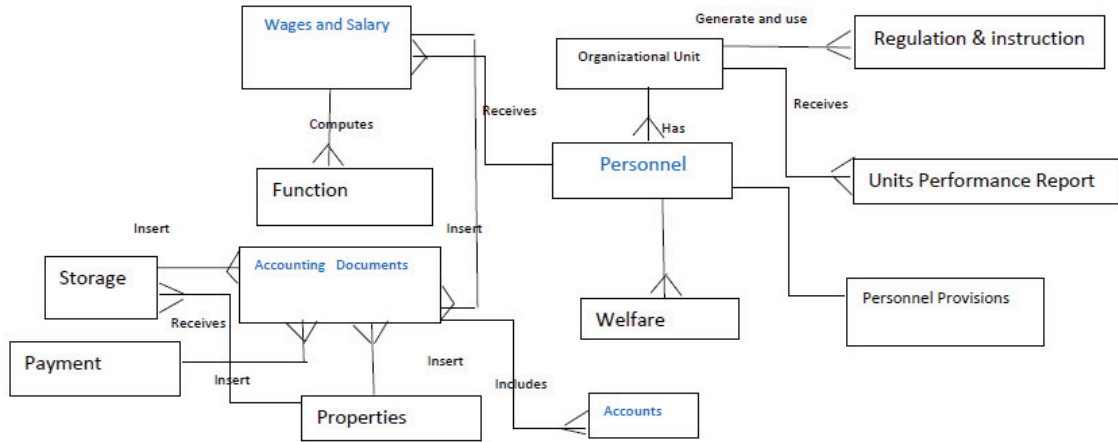 Generate and use
Wages and Salary
Regulation & instruction
Organizational Unit
Receives
Receives
Computes
Has
Personnel
Function
Units Performance Report
Insert
Insert
Accounting Documents
Storage
Personnel Provisions
Receives
Welfare
Payment
Insert
Insert
Includes
Properties
Accounts